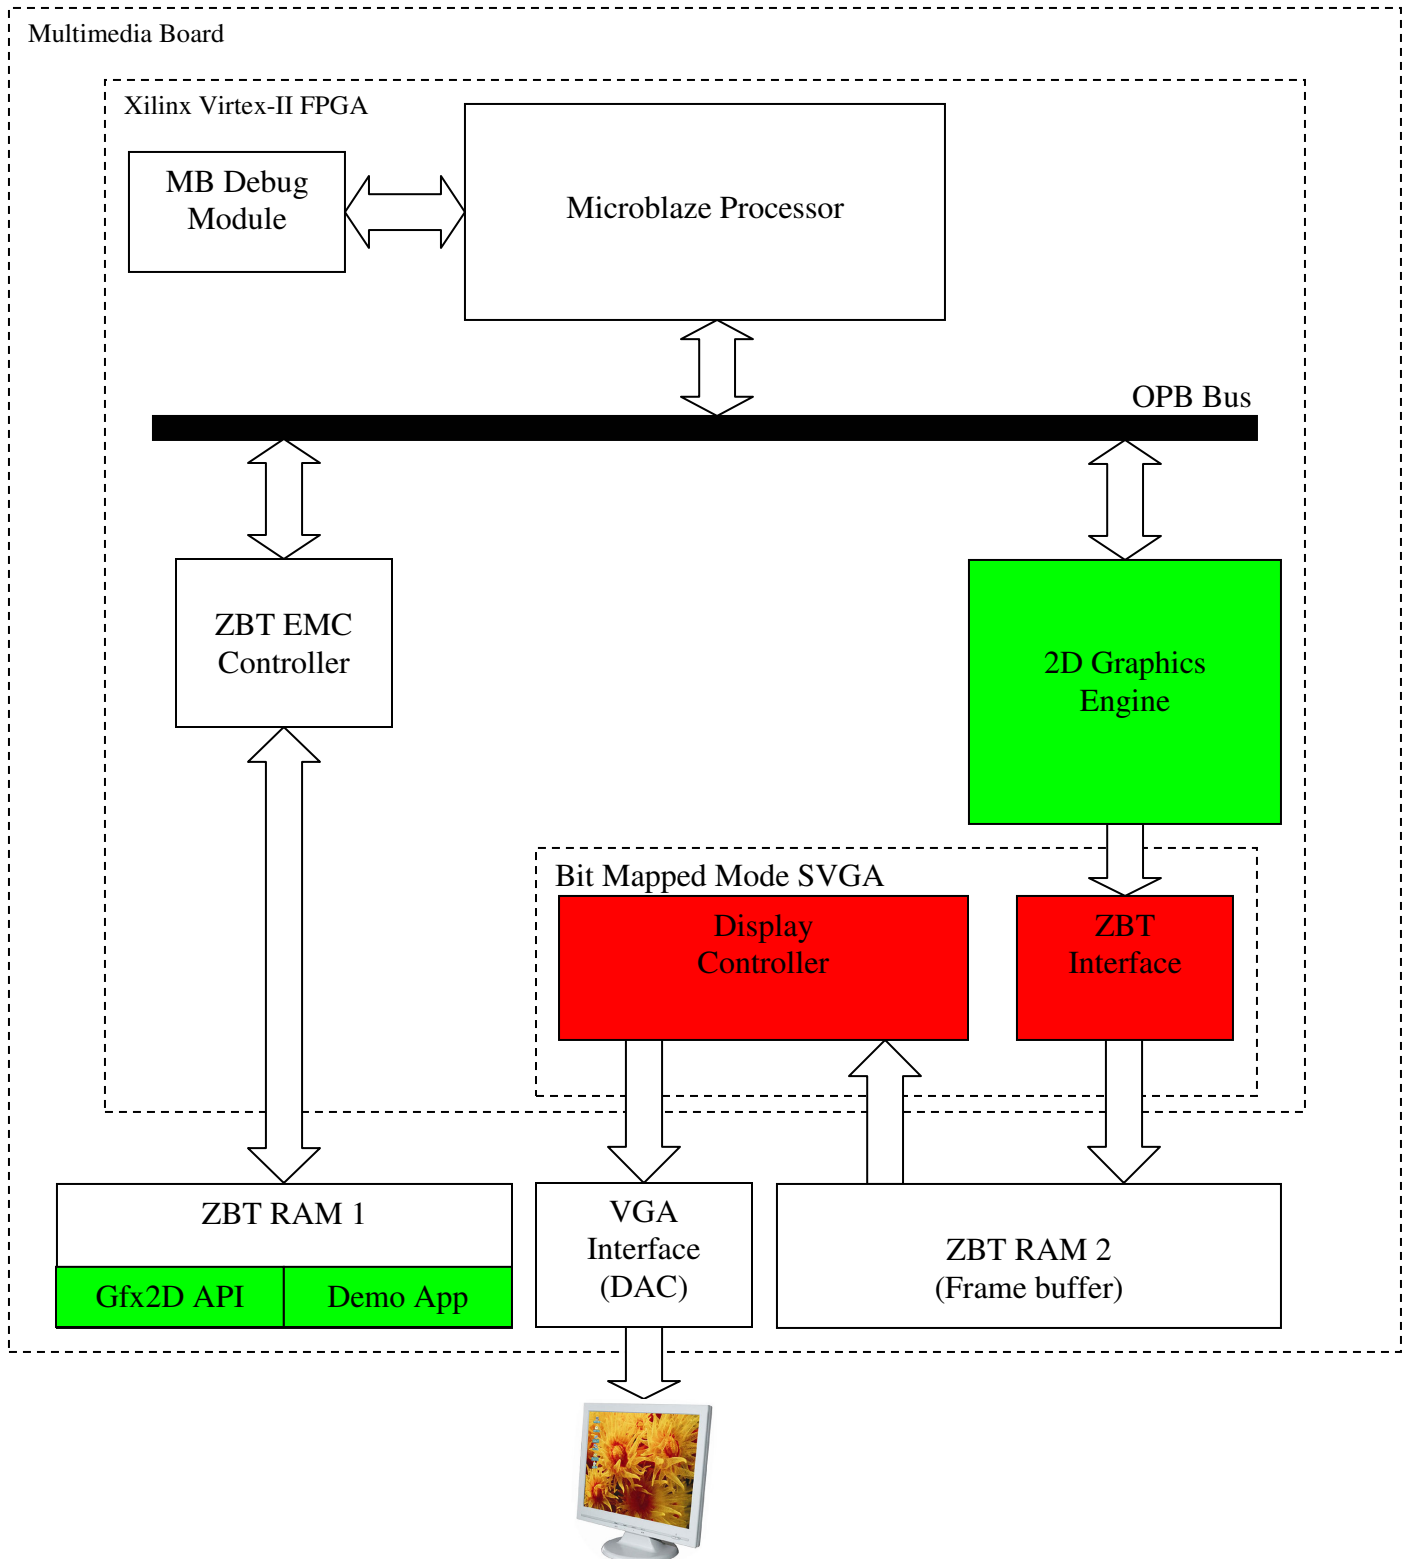 Multimedia Board
Xilinx Virtex-II FPGA
MB Debug
Module
Microblaze Processor
OPB Bus
ZBT EMC
Controller
2D Graphics
Engine
Bit Mapped Mode SVGA
Display
Controller
ZBT
Interface
ZBT RAM 1
Gfx2D API
Demo App
VGA
Interface
(DAC)
ZBT RAM 2
(Frame buffer)